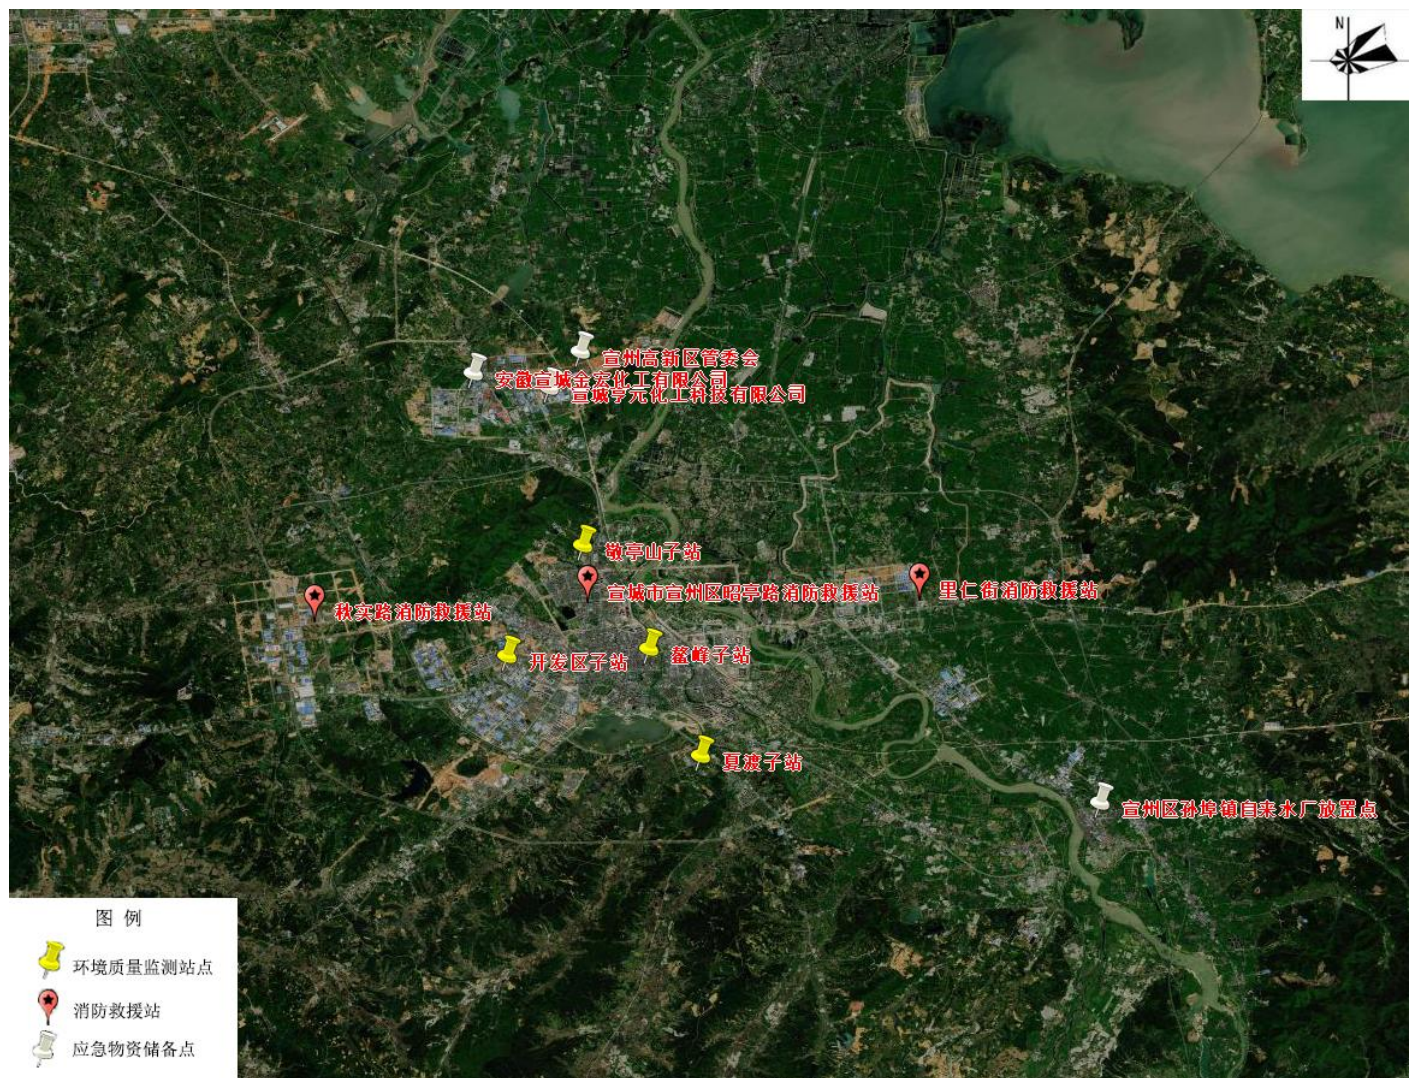 N
宣州高新区管委会
安徽宣城金宏化工有限公司
宣城亨元化工科技有限公司
敬亭山子站
宣城市宣州区昭亭路消防救援站
里仁街消防救援站
秋实路消防救援站
开发区子站
鳌峰子站
夏渡子站
宣州区孙埠镇自来水厂放置点
图 例
环境质量监测站点
消防救援站
应急物资储备点